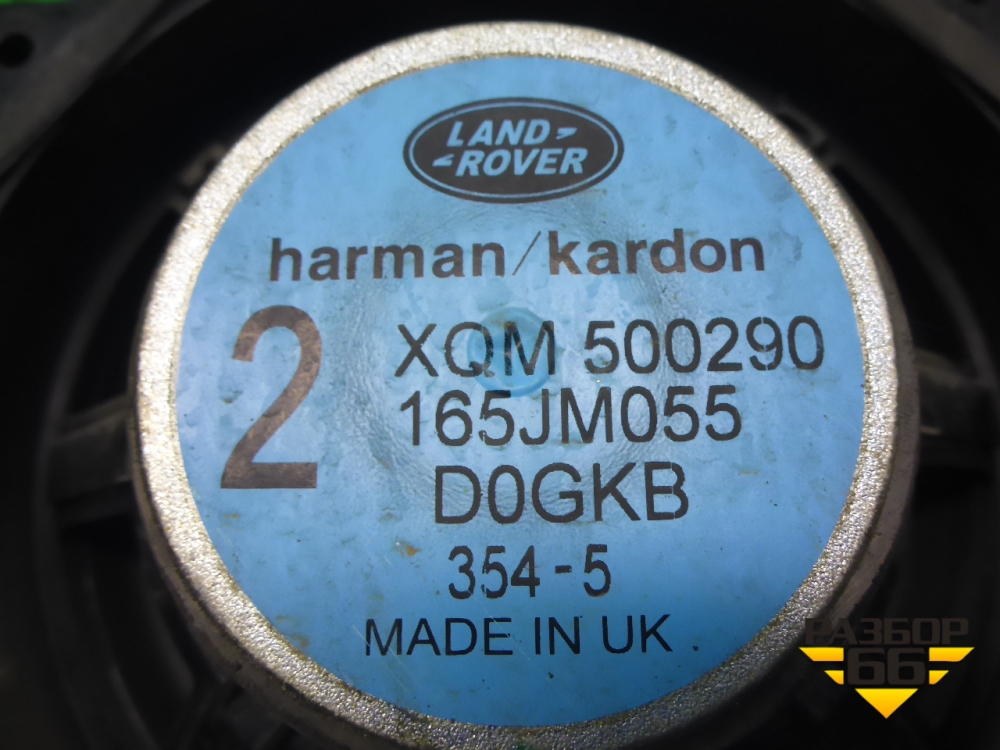 LAND
ROVER
harman/kardon
2
XQM 500290
165JM055
D0GKB
354-5
MADE IN UK .
РАЗБОР
66